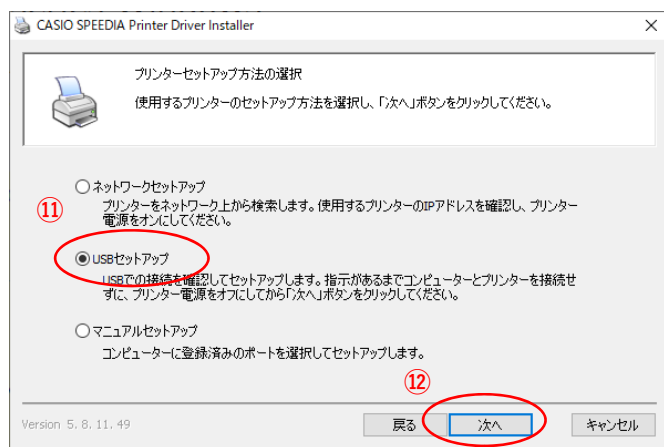 CASIO SPEEDIA Printer Driver Installer
プリンターセットアップ方法の選択
使用するプリンターのセットアップ方法を選択し、「次へ」ボタンをクリックしてください。
ネットワークセットアップ
プリンターをネットワーク上から検索します。使用するプリンターのIPアドレスを確認し、プリンター
電源をオンにしてください。
⑪
USBセットアップ
USBでの接続を確認してセットアップします。指示があるまでコンピューターとプリンターを接続せ
ずに、プリンター電源をオフにしてから「次へ」ボタンをクリックしてください。
マニュアルセットアップ
コンピューターに登録済みのポートを選択してセットアップします。
⑫
Version 5. 8. 11. 49
戻る
次へ
キャンセル